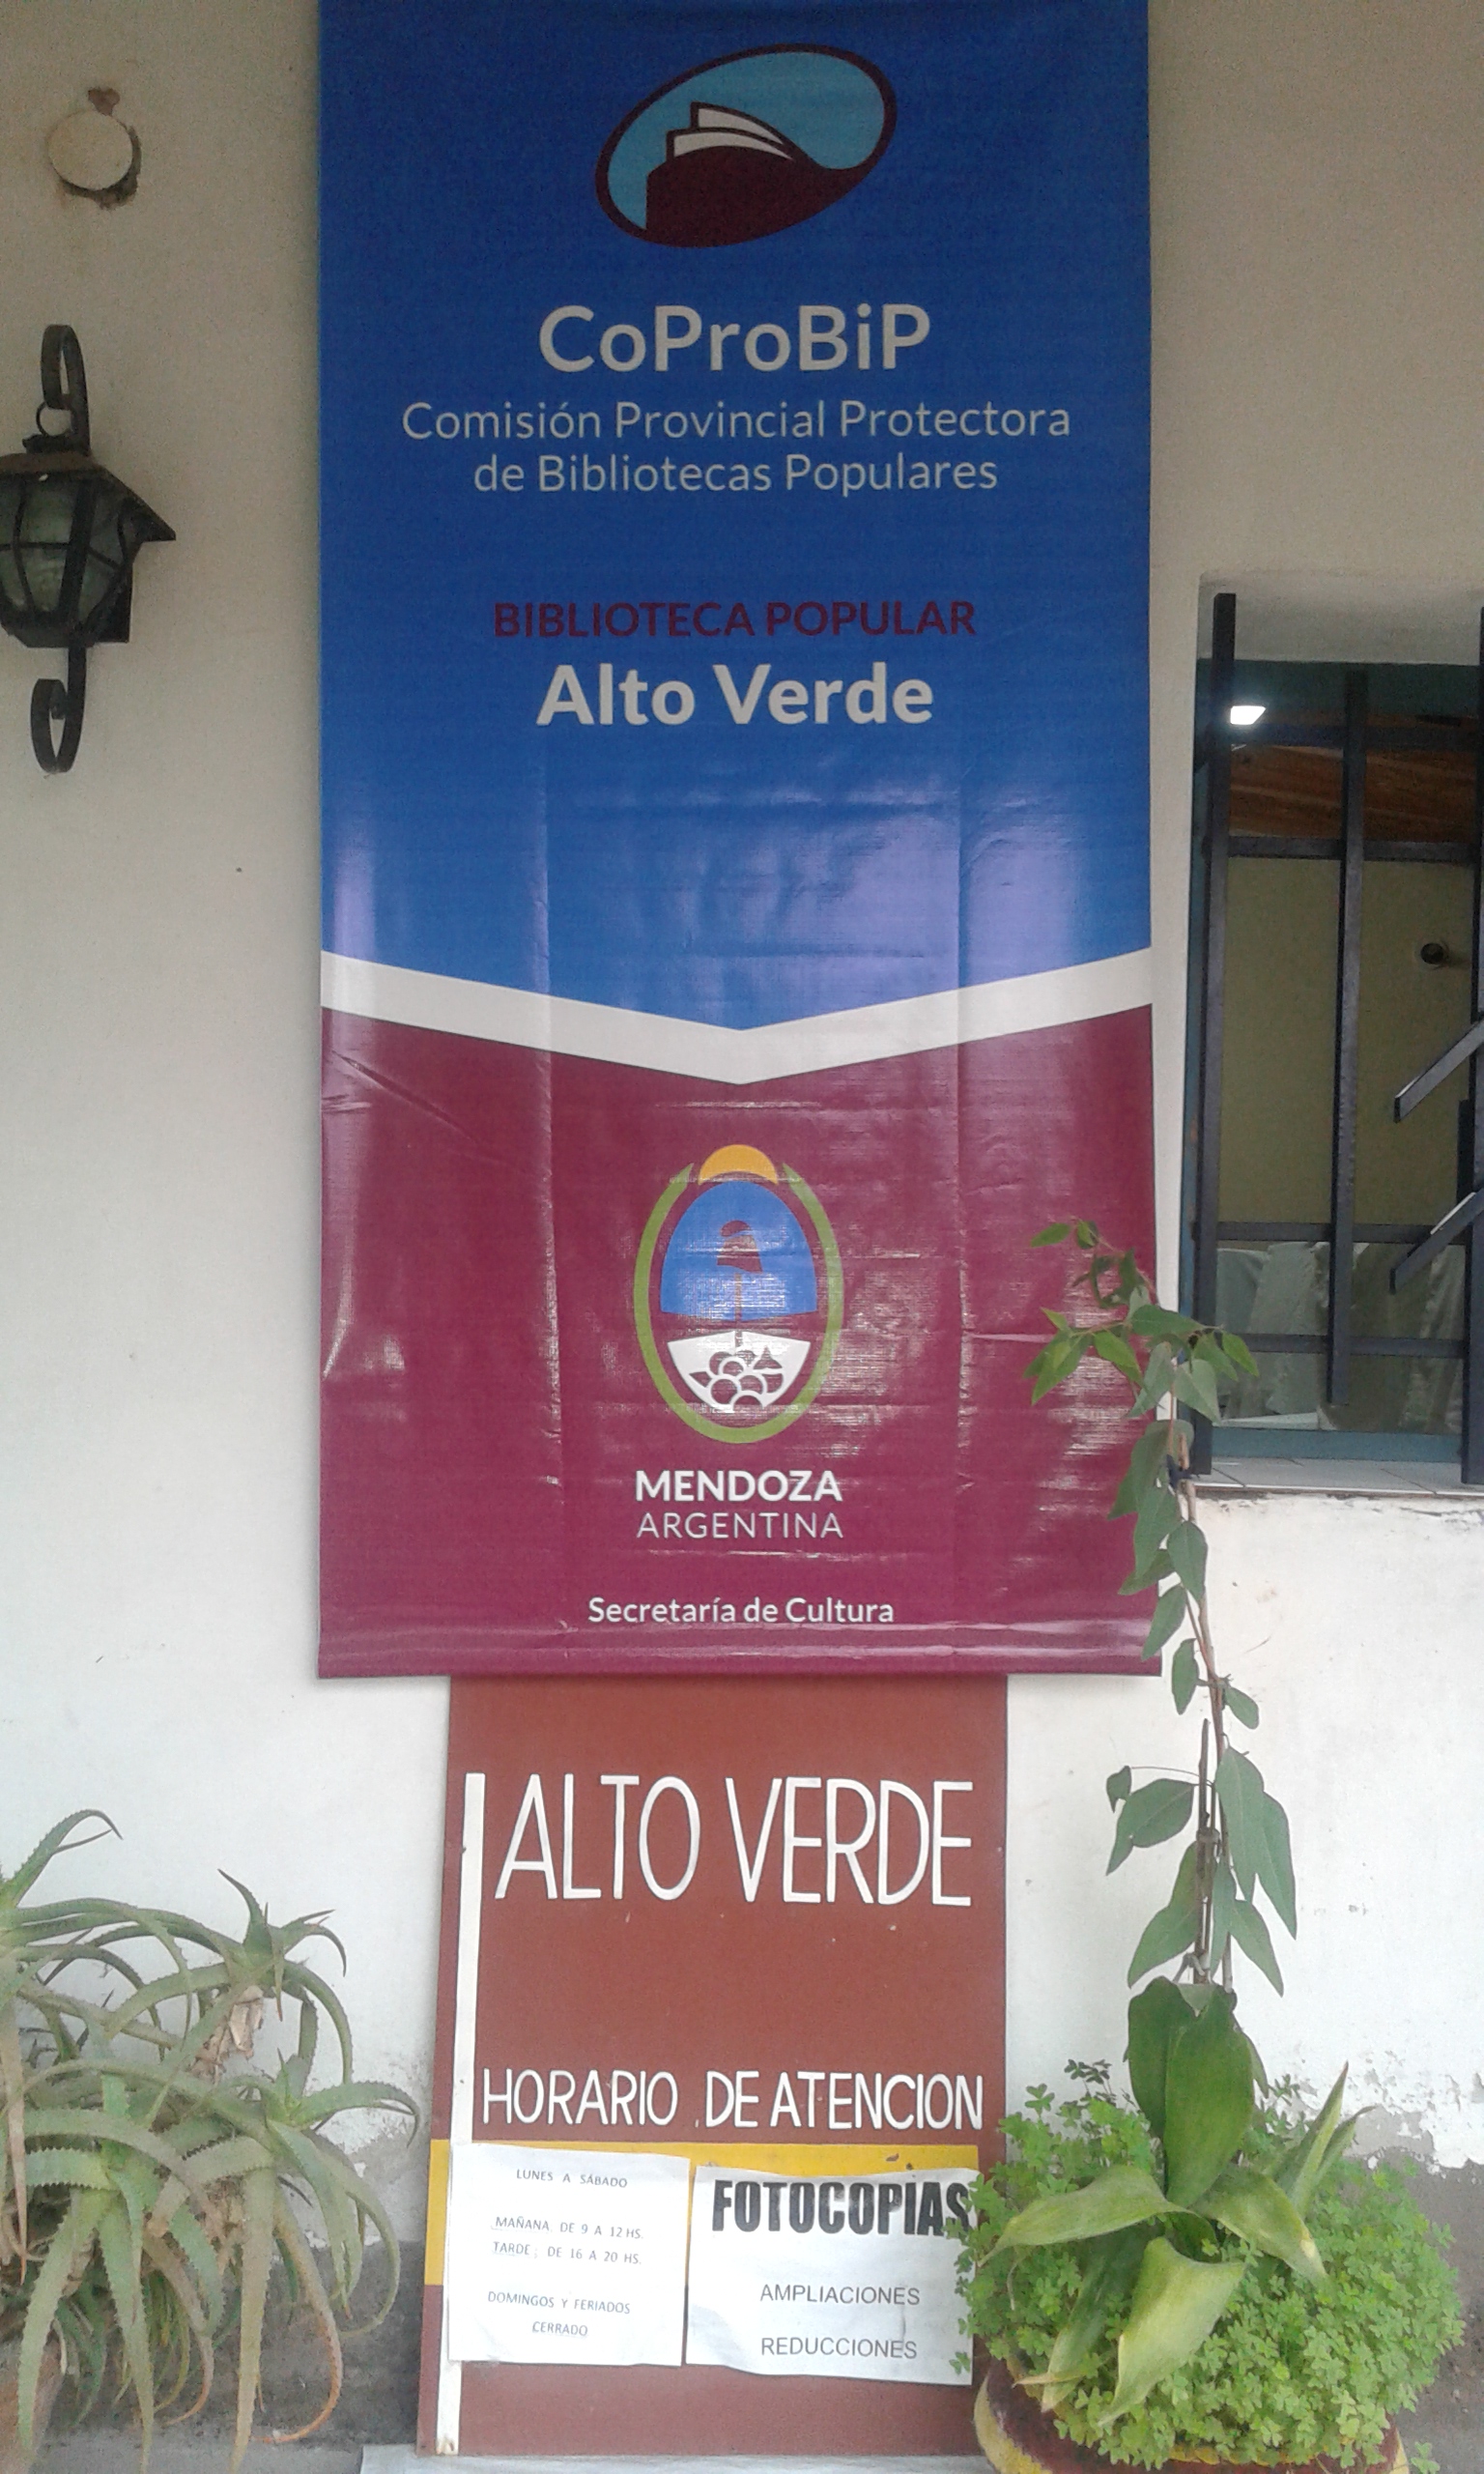 CoProBiP
Comisión Provincial Protectora
de Bibliotecas Populares
BIBLIOTECA POPULAR
Alto Verde
MENDOZA
ARGENTINA
Secretaría de Cultura
ALTO VERDE
HORARIO DE ATENCION
LUNES A SÁBADO
MAÑANA DE 9 A 12 HS.
TARDE; DE 16 A 20 HS.
DOMINGOS Y FERIADOS
CERRADO
FOTOCOPIAS
AMPLIACIONES
REDUCCIONES